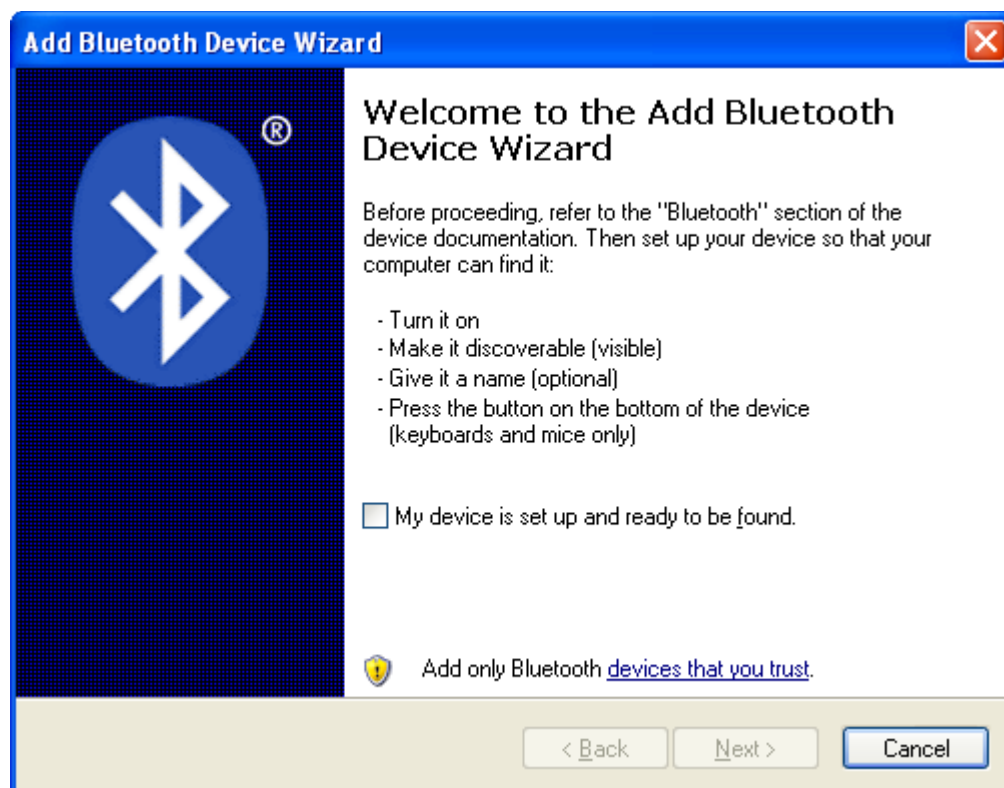 Add Bluetooth Device Wizard
®
Welcome to the Add Bluetooth
Device Wizard
Before proceeding, refer to the "Bluetooth" section of the
device documentation. Then set up your device so that your
computer can find it:
- Turn it on
- Make it discoverable (visible)
- Give it a name (optional)
- Press the button on the bottom of the device
(keyboards and mice only)
My device is set up and ready to be found.
Add only Bluetooth devices that you trust.
< Back Next > Cancel